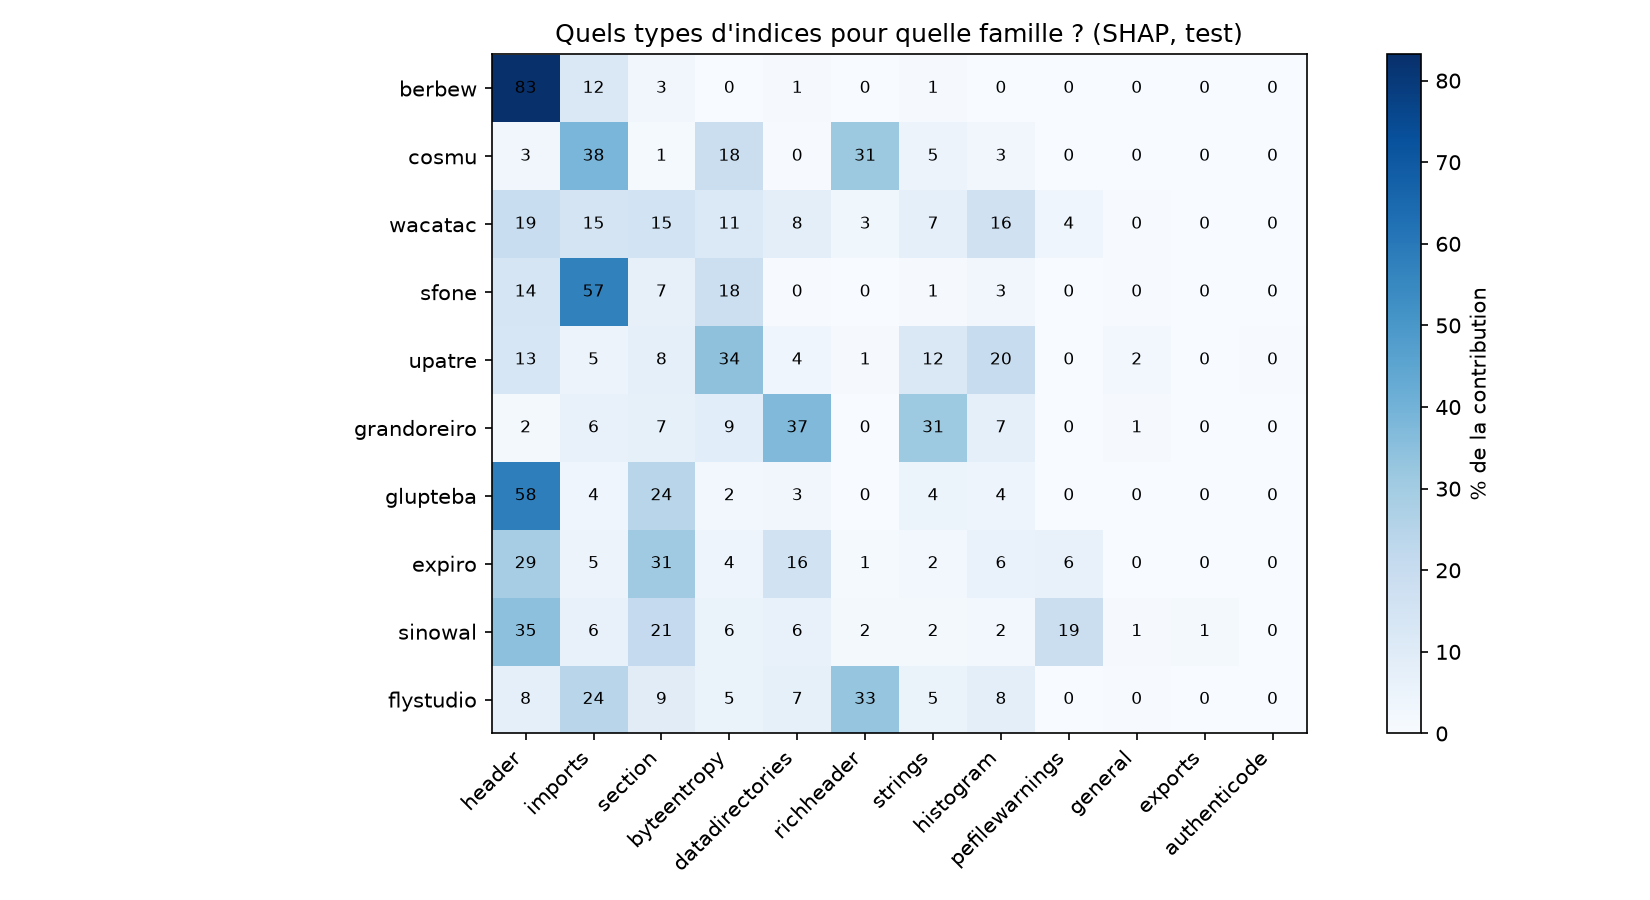 Quels types d'indices pour quelle famille ? (SHAP, test)
berbew 83 12 3 0 1 0 1 0 0 0 0 0
cosmu 3 38 1 18 0 31 5 3 0 0 0 0
wacatac 19 15 15 11 8 3 7 16 4 0 0 0
sfone 14 57 7 18 0 0 1 3 0 0 0 0
upatre 13 5 8 34 4 1 12 20 0 2 0 0
grandoreiro 2 6 7 9 37 0 31 7 0 1 0 0
glupteba 58 4 24 2 3 0 4 4 0 0 0 0
expiro 29 5 31 4 16 1 2 6 6 0 0 0
sinowal 35 6 21 6 6 2 2 2 19 1 1 0
flystudio 8 24 9 5 7 33 5 8 0 0 0 0
header imports section byteentropy datadirectories richheader strings histogram pefilewarnings general exports authenticode
80
70
60
50
40
30
20
10
0
% de la contribution